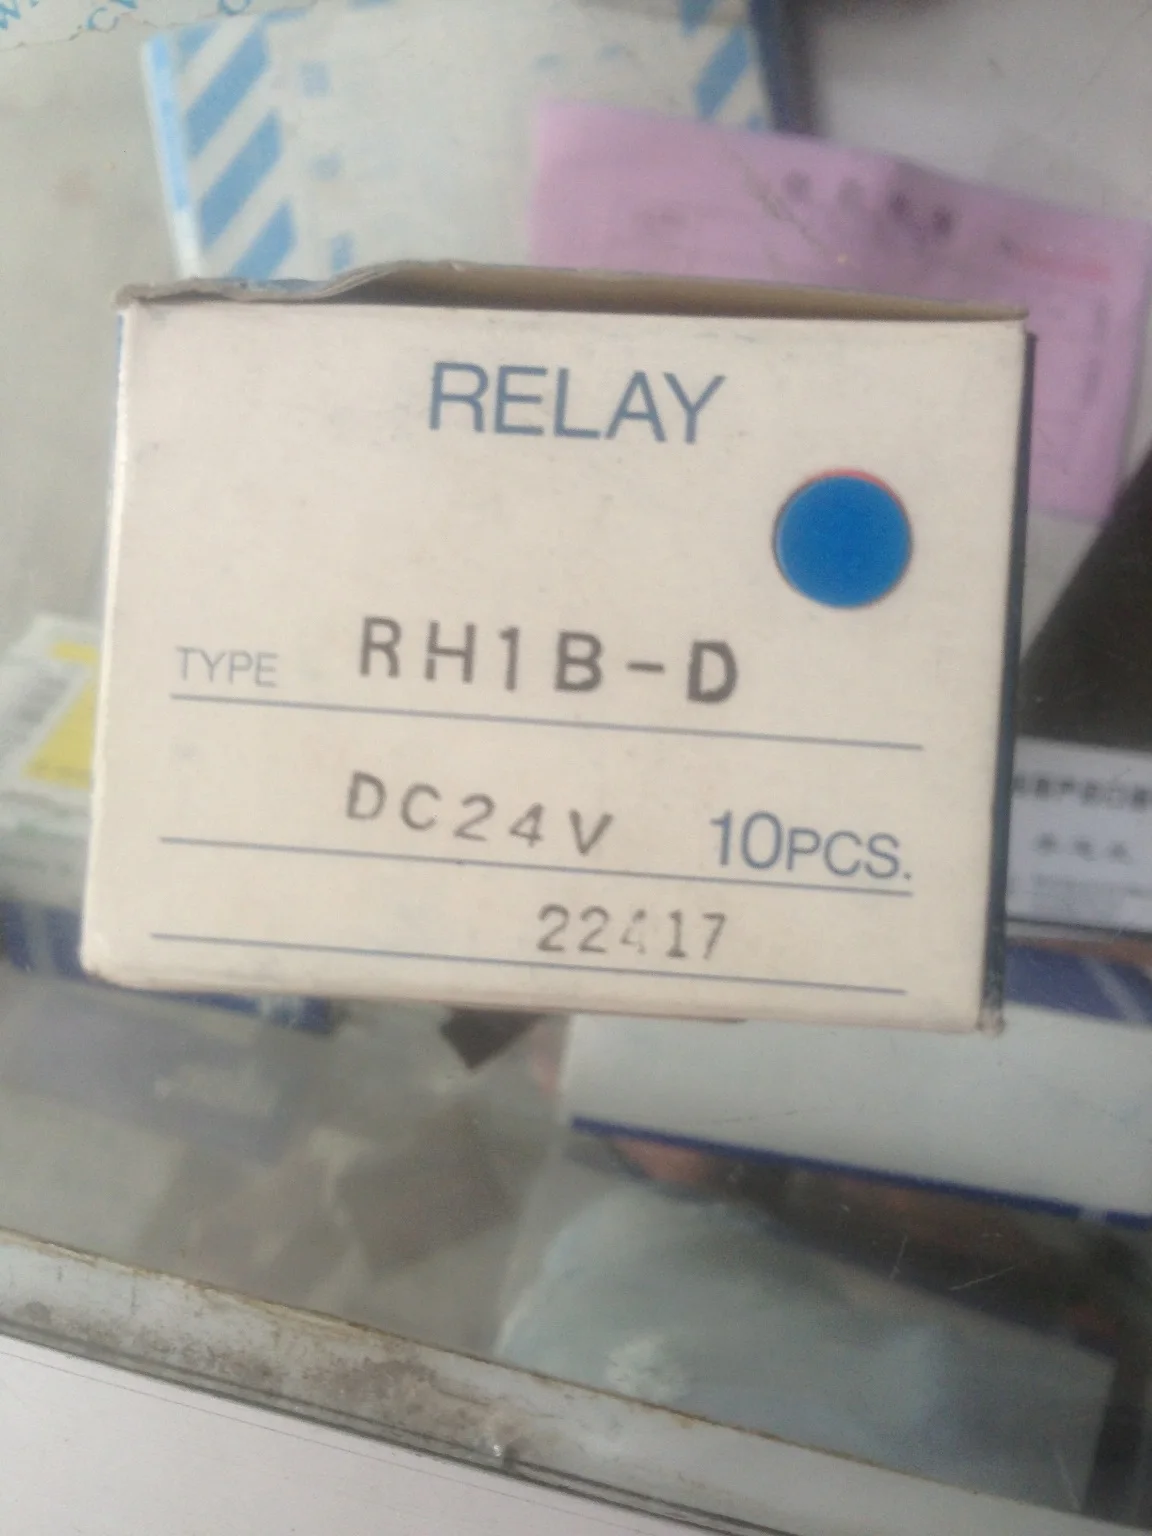 RELAY
TYPE RH1B-D
DC24V 10PCS.
22417